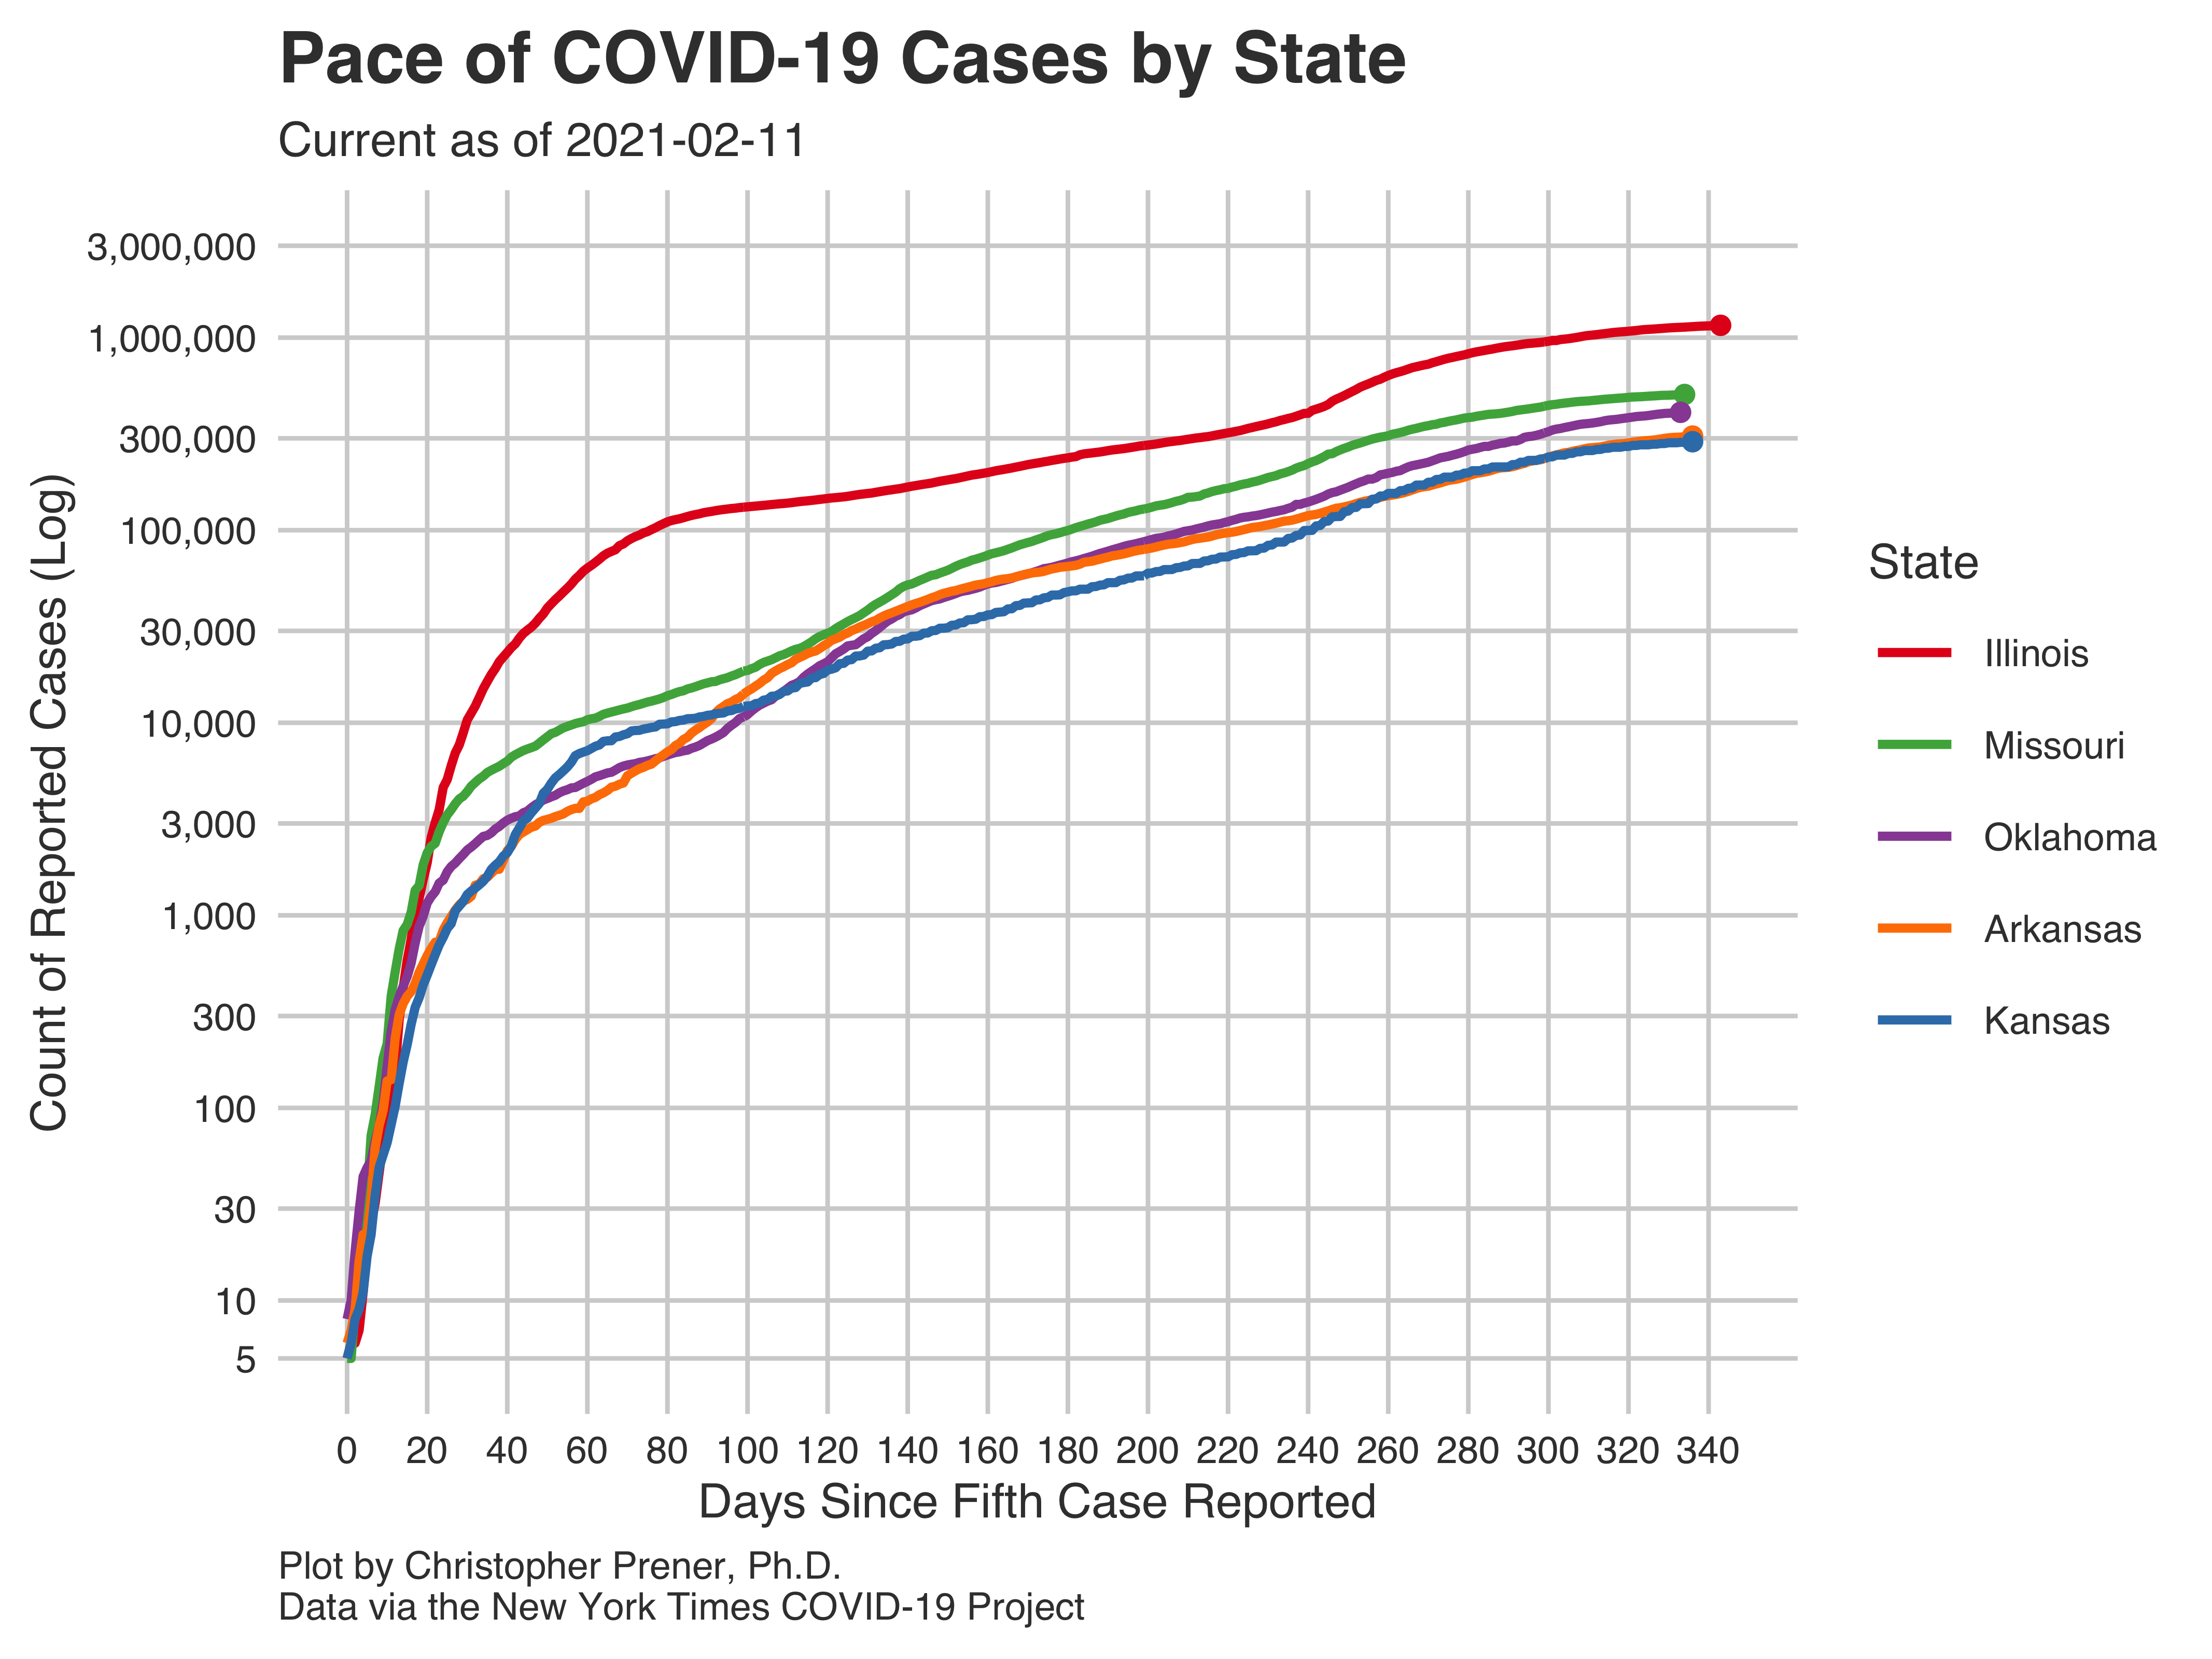 Pace of COVID-19 Cases by State
Current as of 2021-02-11
Count of Reported Cases (Log)
3,000,000
1,000,000
300,000
100,000
30,000
10,000
3,000
1,000
300
100
30
10
5
0 20 40 60 80 100 120 140 160 180 200 220 240 260 280 300 320 340
Days Since Fifth Case Reported
State
Illinois
Missouri
Oklahoma
Arkansas
Kansas
Plot by Christopher Prener, Ph.D.
Data via the New York Times COVID-19 Project